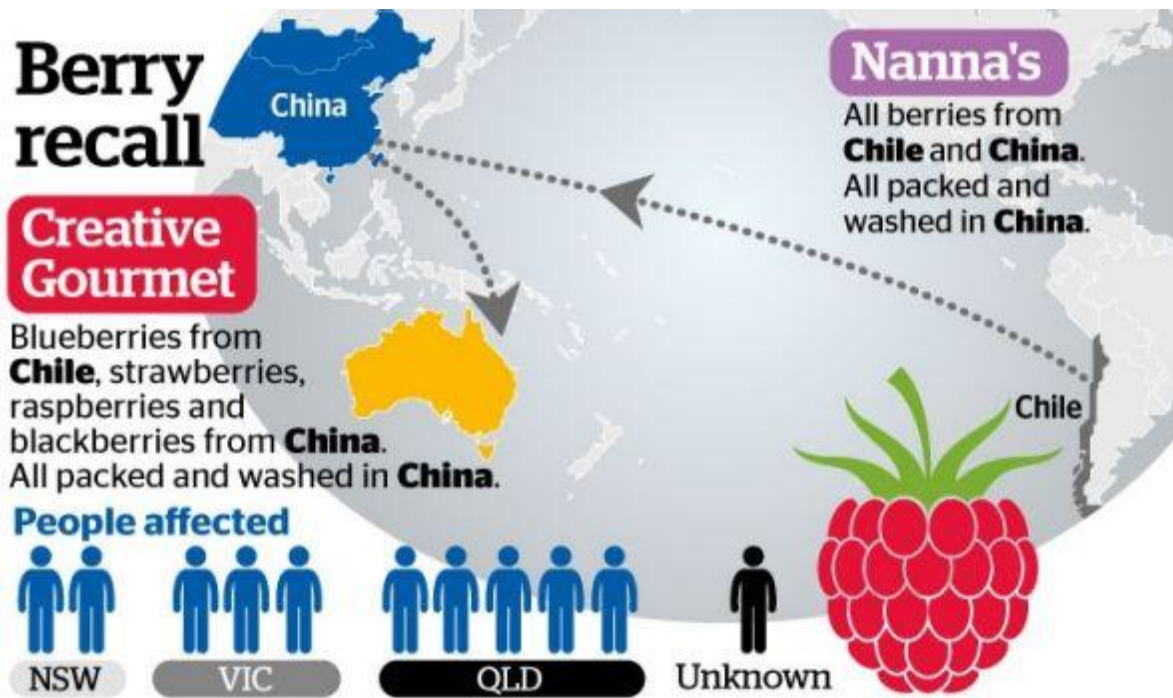 Berry
recall
China
Nanna's
All berries from
Chile and China.
All packed and
washed in China.
Creative
Gourmet
Blueberries from
Chile, strawberries,
raspberries and
blackberries from China.
All packed and washed in China.
Chile
People affected
NSW
VIC
QLD
Unknown